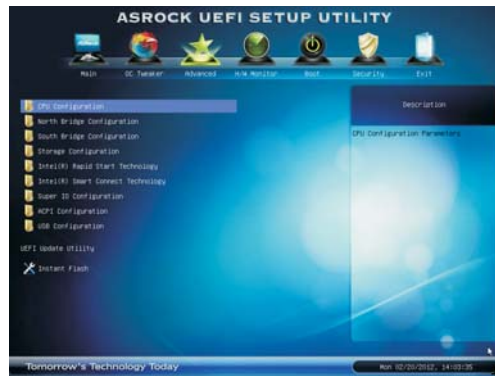 ASROCK UEFI SETUP UTILITY
Main OC Tweaker Advanced H/W Monitor Boot Security Exit
CPU Configuration
North Bridge Configuration
South Bridge Configuration
Storage Configuration
Intel(R) Rapid Start Technology
Intel(R) Smart Connect Technology
Super IO Configuration
ACPI Configuration
USB Configuration
UEFI Update Utility
Instant Flash
Description
CPU Configuration Parameters
Tomorrow's Technology Today
Mon 02/20/2012, 14:03:35